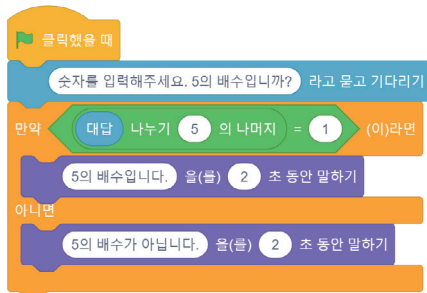 클릭했을 때
숫자를 입력해주세요. 5의 배수입니까? 라고 묻고 기다리기
만약 대답 나누기 5 의 나머지 = 1 (이)라면
5의 배수입니다. 을(를) 2 초 동안 말하기
아니면
5의 배수가 아닙니다. 을(를) 2 초 동안 말하기